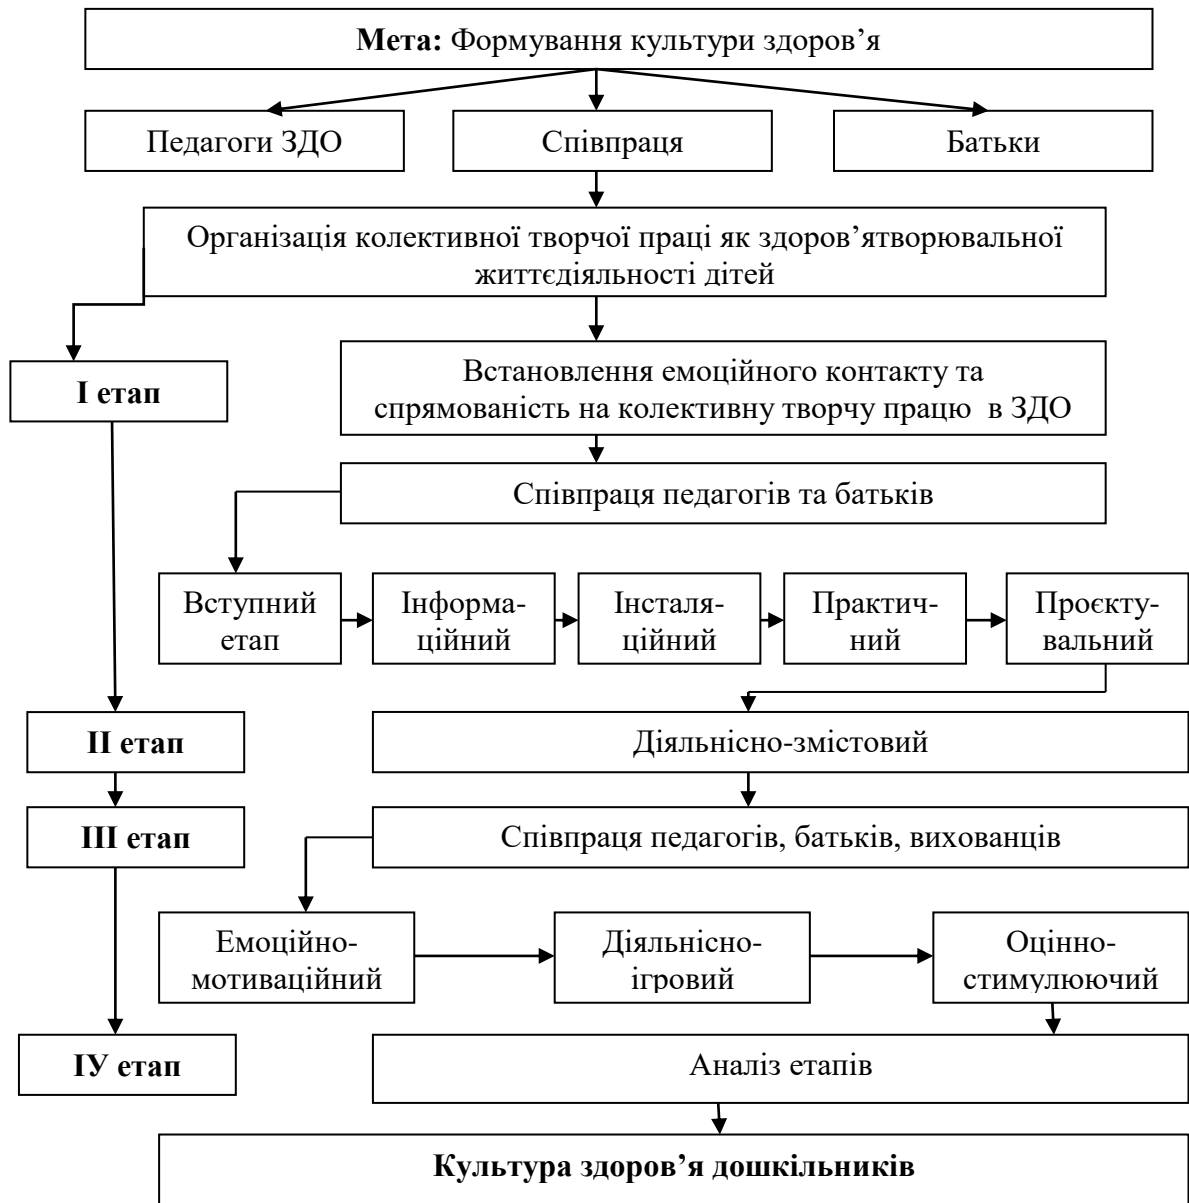 Мета: Формування культури здоров’я
Педагоги ЗДО
Співпраця
Батьки
Організація колективної творчої праці як здоров’ятворювальної
життєдіяльності дітей
І етап
Встановлення емоційного контакту та
спрямованість на колективну творчу працю в ЗДО
Співпраця педагогів та батьків
Вступний
етап
Інформа-
ційний
Інсталя-
ційний
Практич-
ний
Проєкту-
вальний
ІІ етап
Діяльнісно-змістовий
ІІІ етап
Співпраця педагогів, батьків, вихованців
Емоційно-
мотиваційний
Діяльнісно-
ігровий
Оцінно-
стимулюючий
ІУ етап
Аналіз етапів
Культура здоров’я дошкільників